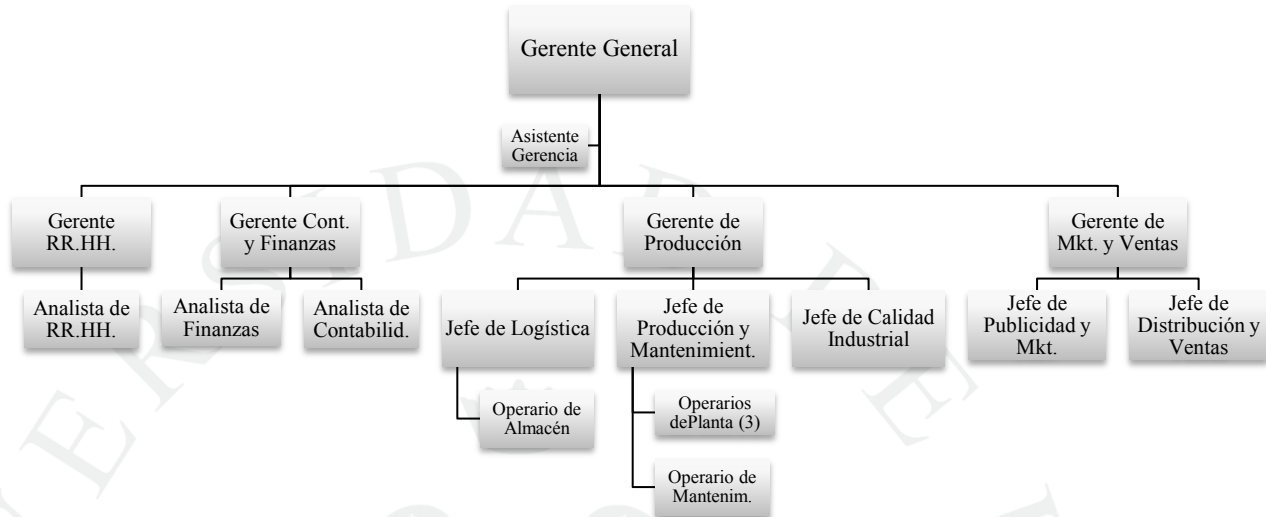 Gerente General
Asistente
Gerencia
Gerente
RR.HH.
Gerente Cont.
y Finanzas
Gerente de
Producción
Gerente de
Mkt. y Ventas
Analista de
RR.HH.
Analista de
Finanzas
Analista de
Contabilid.
Jefe de Logística
Jefe de
Producción y
Mantenimient.
Jefe de Calidad
Industrial
Jefe de
Publicidad y
Mkt.
Jefe de
Distribución y
Ventas
Operario de
Almacén
Operarios
dePlanta (3)
Operario de
Mantenim.